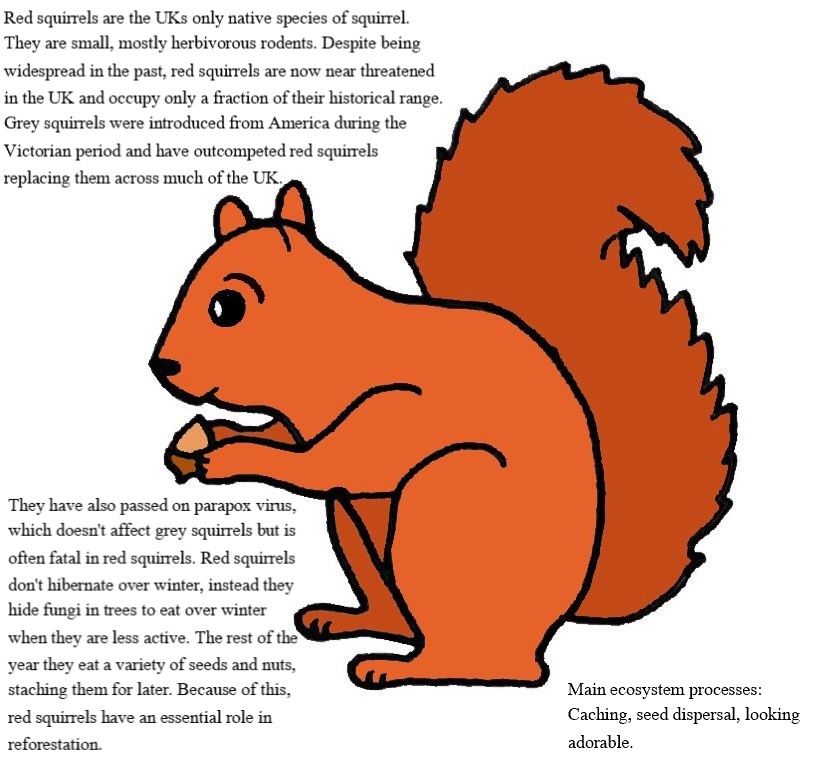 Red squirrels are the UKs only native species of squirrel.
They are small, mostly herbivorous rodents. Despite being
widespread in the past, red squirrels are now near threatened
in the UK and occupy only a fraction of their historical range.
Grey squirrels were introduced from America during the
Victorian period and have outcompeted red squirrels
replacing them across much of the UK.
They have also passed on parapox virus,
which doesn't affect grey squirrels but is
often fatal in red squirrels. Red squirrels
don't hibernate over winter, instead they
hide fungi in trees to eat over winter
when they are less active. The rest of the
year they eat a variety of seeds and nuts,
staching them for later. Because of this,
red squirrels have an essential role in
reforestation.
Main ecosystem processes:
Caching, seed dispersal, looking
adorable.